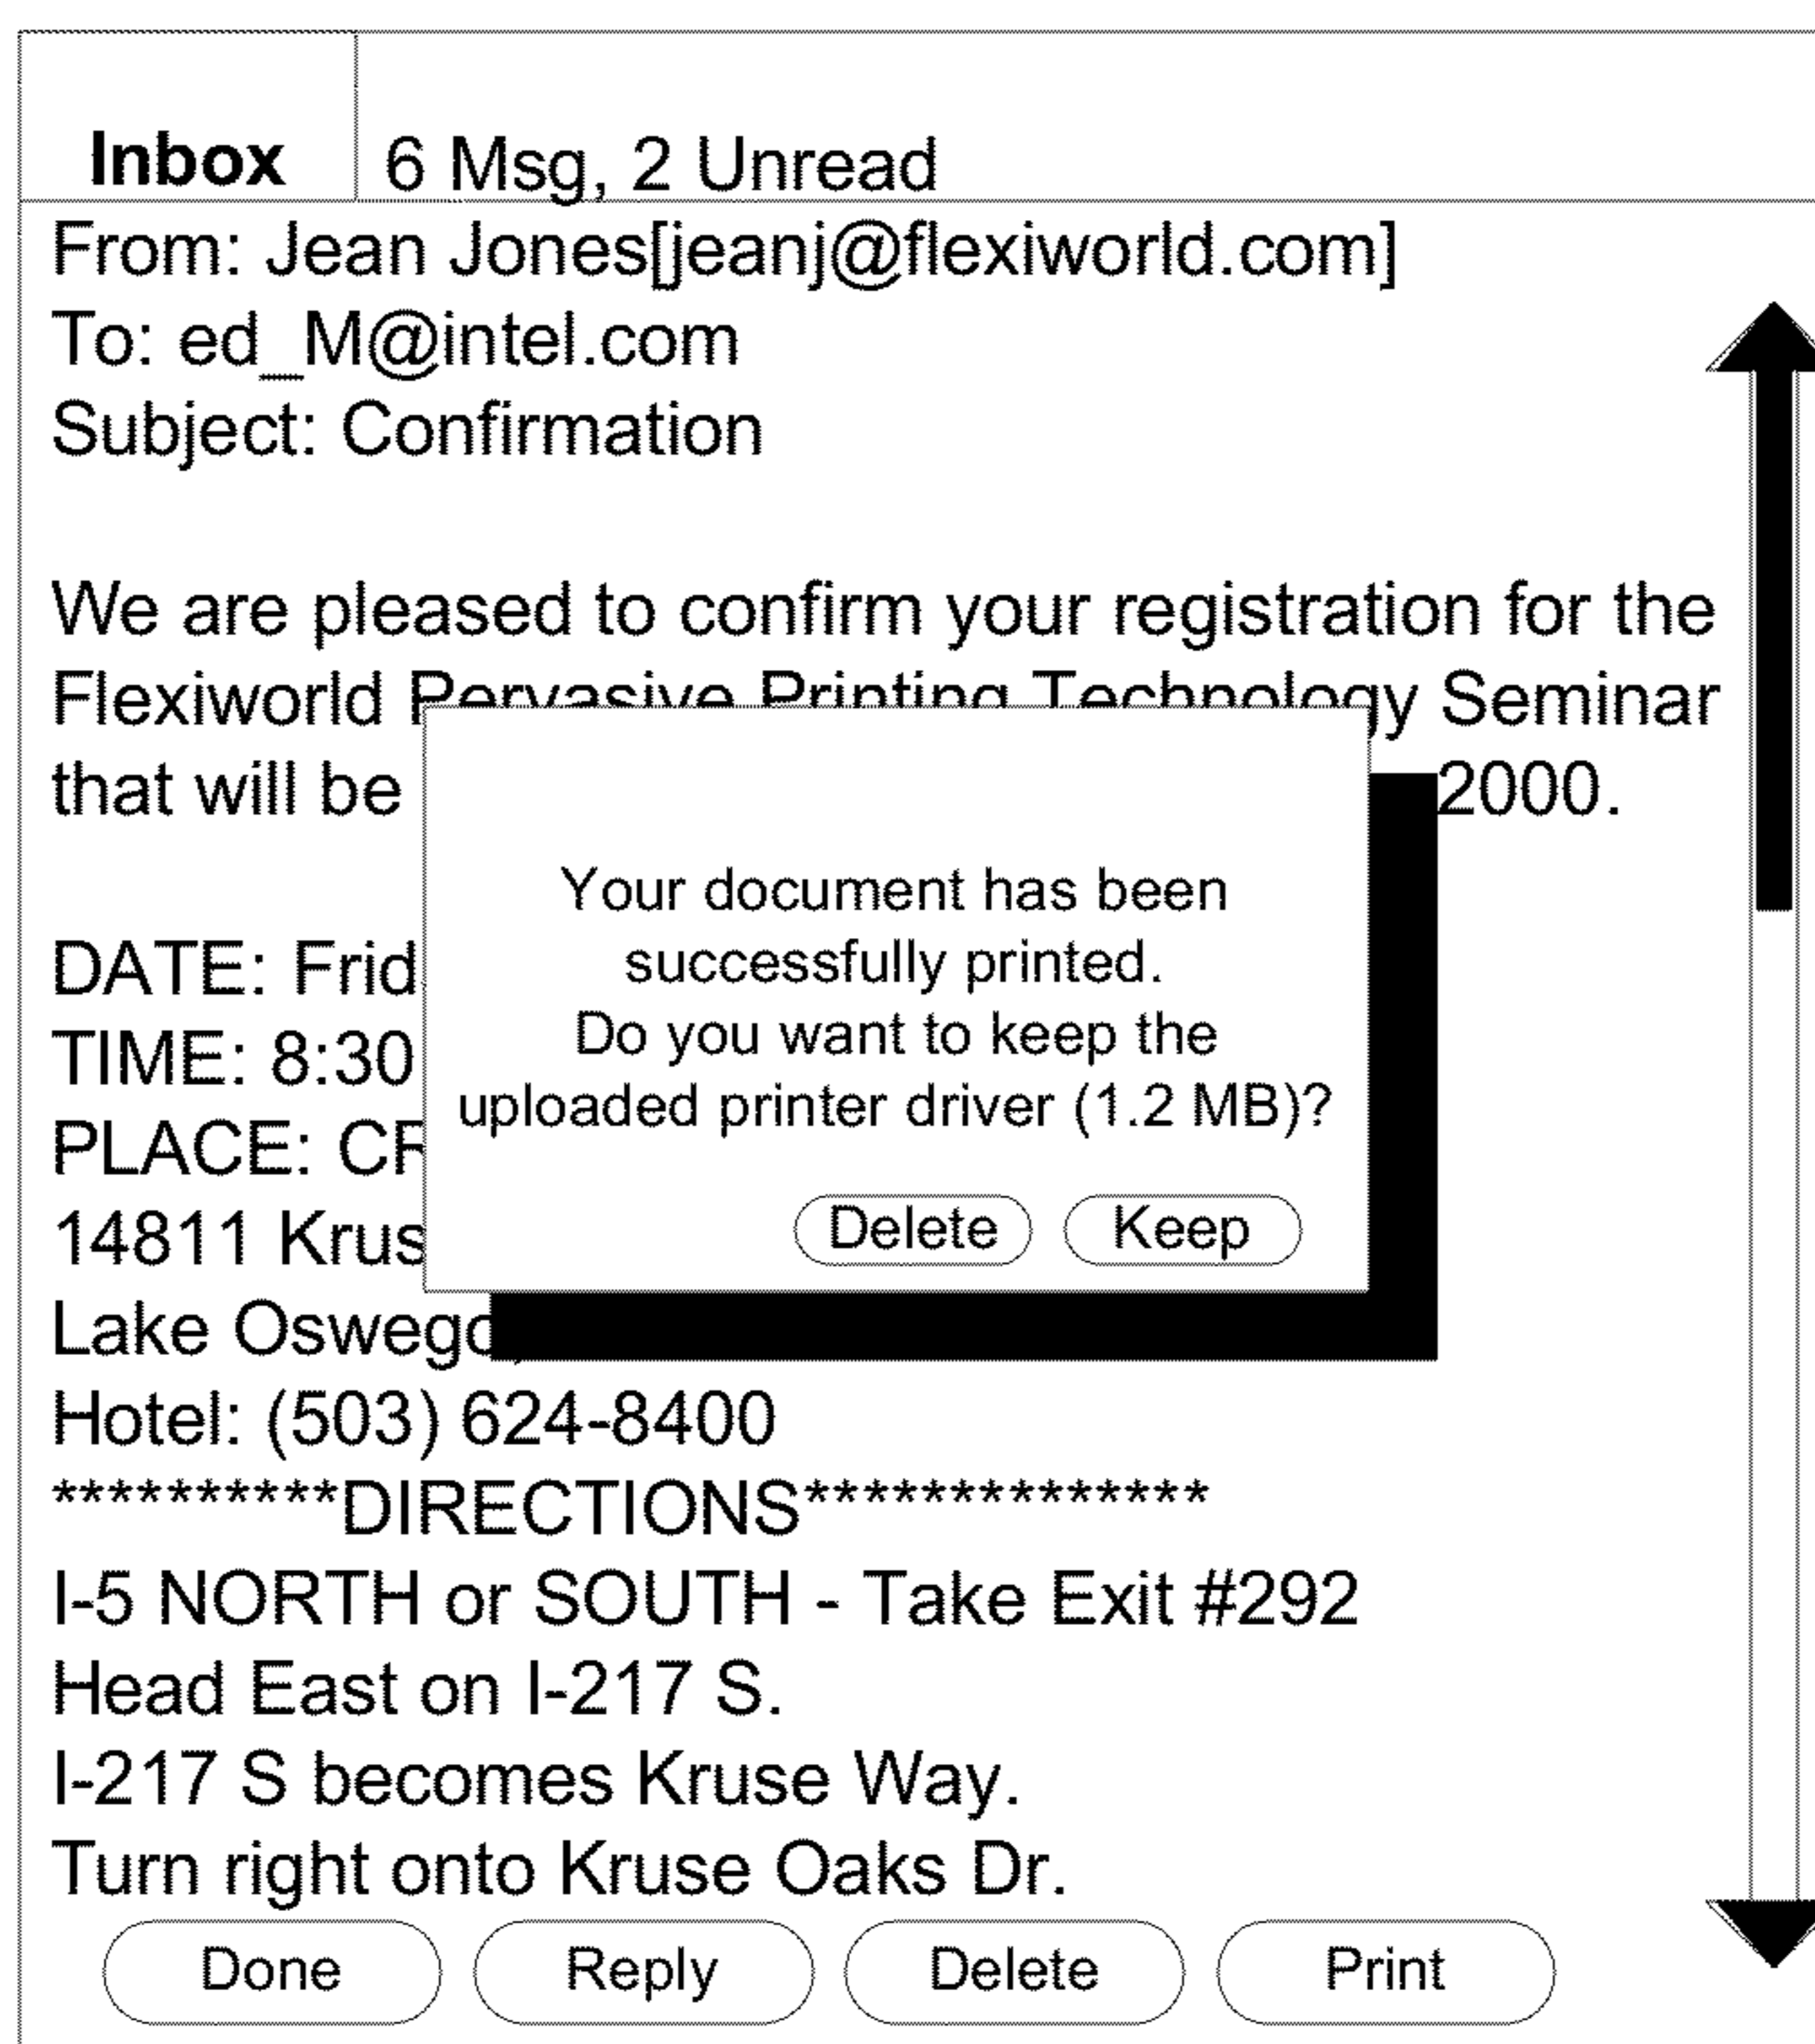 Inbox
6 Msg, 2 Unread
From: Jean Jones[jeanj@flexiworld.com]
To: ed_M@intel.com
Subject: Confirmation
We are pleased to confirm your registration for the
Flexiworld Pervasive Printing Technology Seminar
that will be 2000.
DATE:
TIME: 8:30
PLACE:
14811
Lake Oswego,
Hotel: (503) 624-8400
**********DIRECTIONS**************
I-5 NORTH or SOUTH - Take Exit #292
Head East on I-217 S.
I-217 S becomes Kruse Way.
Turn right onto Kruse Oaks Dr.
Your document has been
successfully printed.
Do you want to keep the
uploaded printer driver (1.2 MB)?
Delete Keep
Done Reply Delete Print